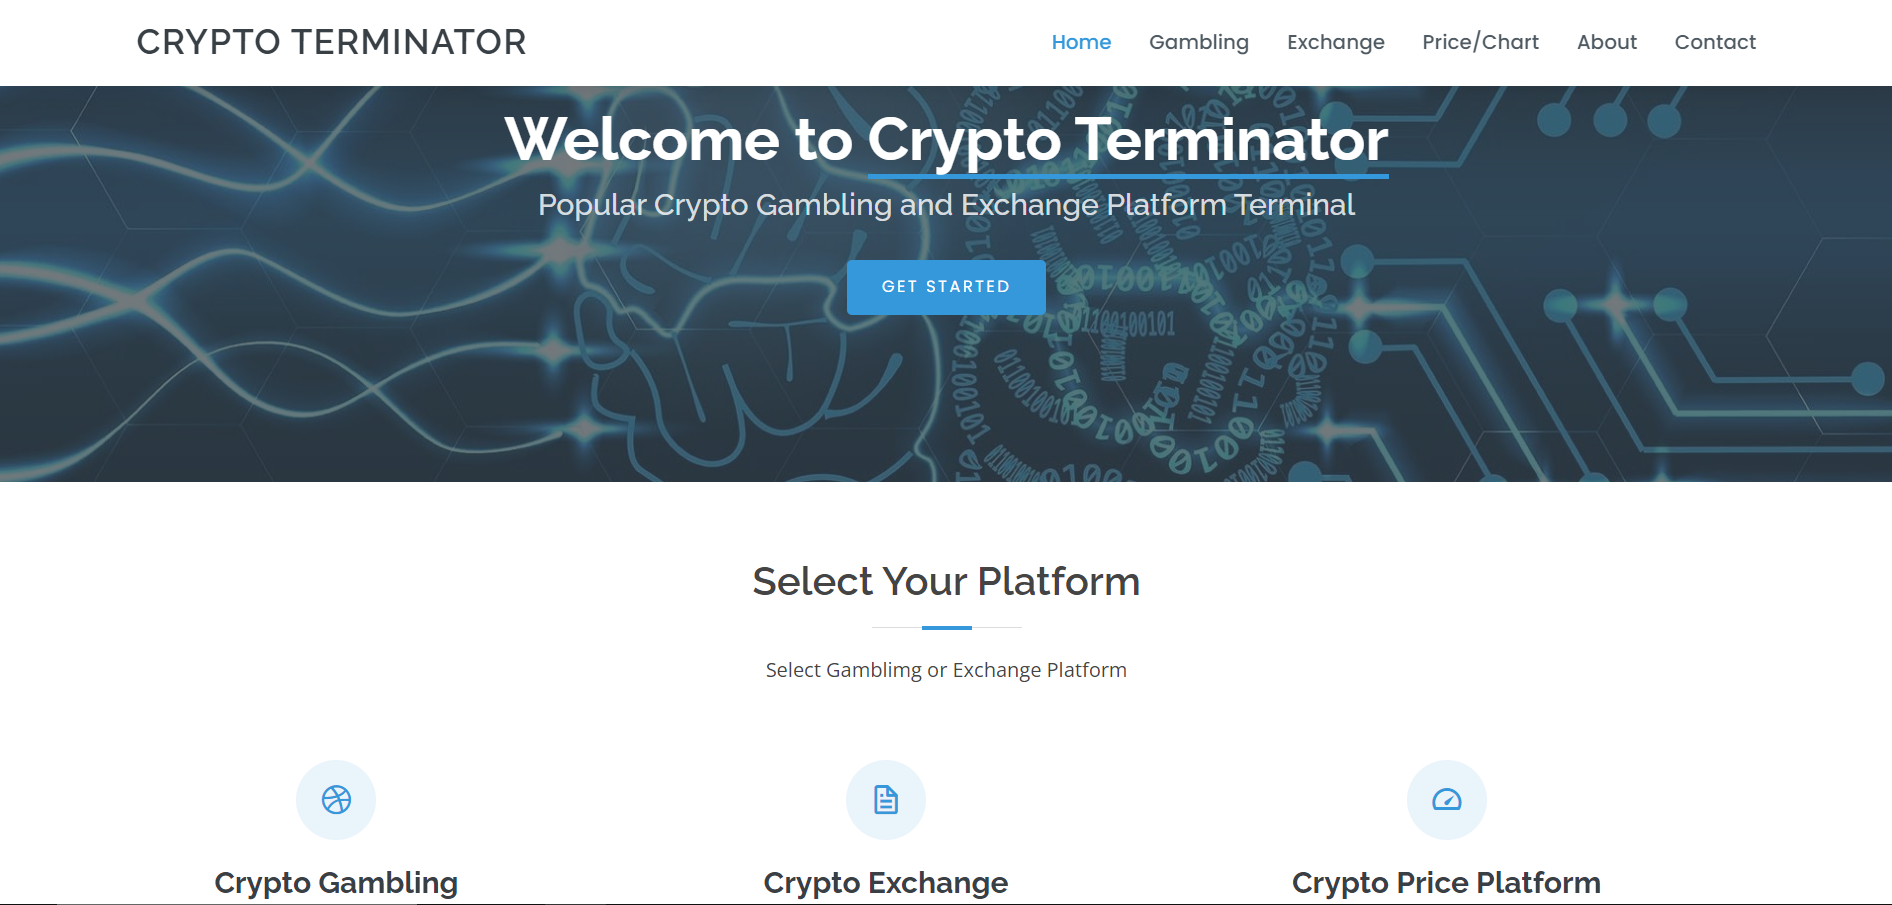 CRYPTO TERMINATOR
Home Gambling Exchange Price/Chart About Contact
Welcome to Crypto Terminator
Popular Crypto Gambling and Exchange Platform Terminal
GET STARTED
Select Your Platform
Select Gamblimg or Exchange Platform
Crypto Gambling
Crypto Exchange
Crypto Price Platform